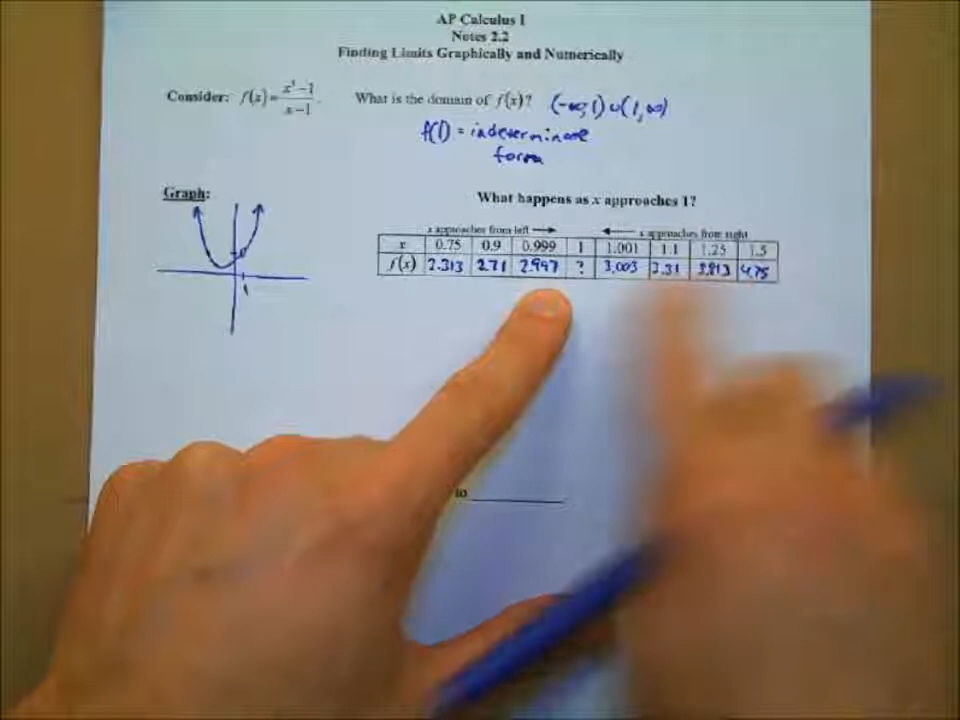 AP Calculus I
Notes 2.2
Finding Limits Graphically and Numerically
Consider: f(x)=x³-1/x-1. What is the domain of f(x)? (-∞,1)∪(1,∞)
f(1) = indeterminate
form
Graph:
What happens as x approaches 1?
x approaches from left → ← x approaches from right
x 0.75 0.9 0.999 1 1.001 1.1 1.25 1.5
f(x) 2.313 2.71 2.997 ? 3.003 3.31 3.813 4.75
1
to